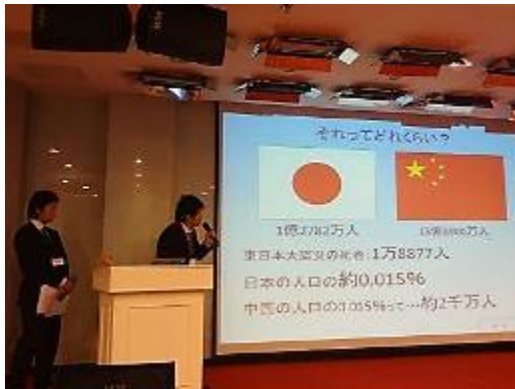 それってどれくらい？
1億2782万人
万人
東日本大震災の死者：1万8877人
日本の人口の約0.015%
中国の人口の0.015%って…約2千万人